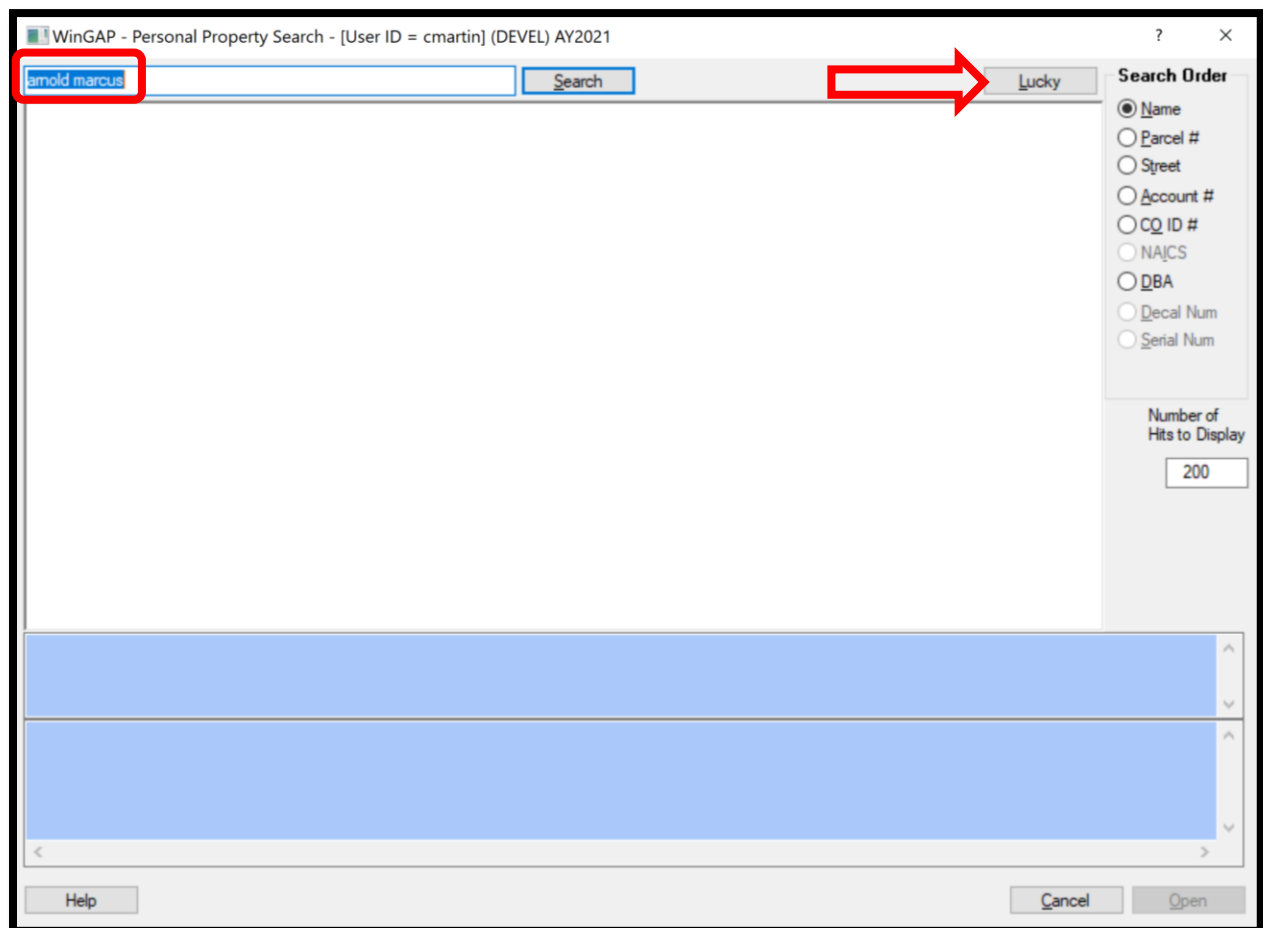 WinGAP - Personal Property Search - [User ID = cmartin] (DEVEL) AY2021
?
arnold marcus
Search
Lucky
Search Order
Name
Parcel #
Street
Account #
CO ID #
NAICS
DBA
Decal Num
Serial Num
Number of
Hits to Display
200
Help
Cancel
Open